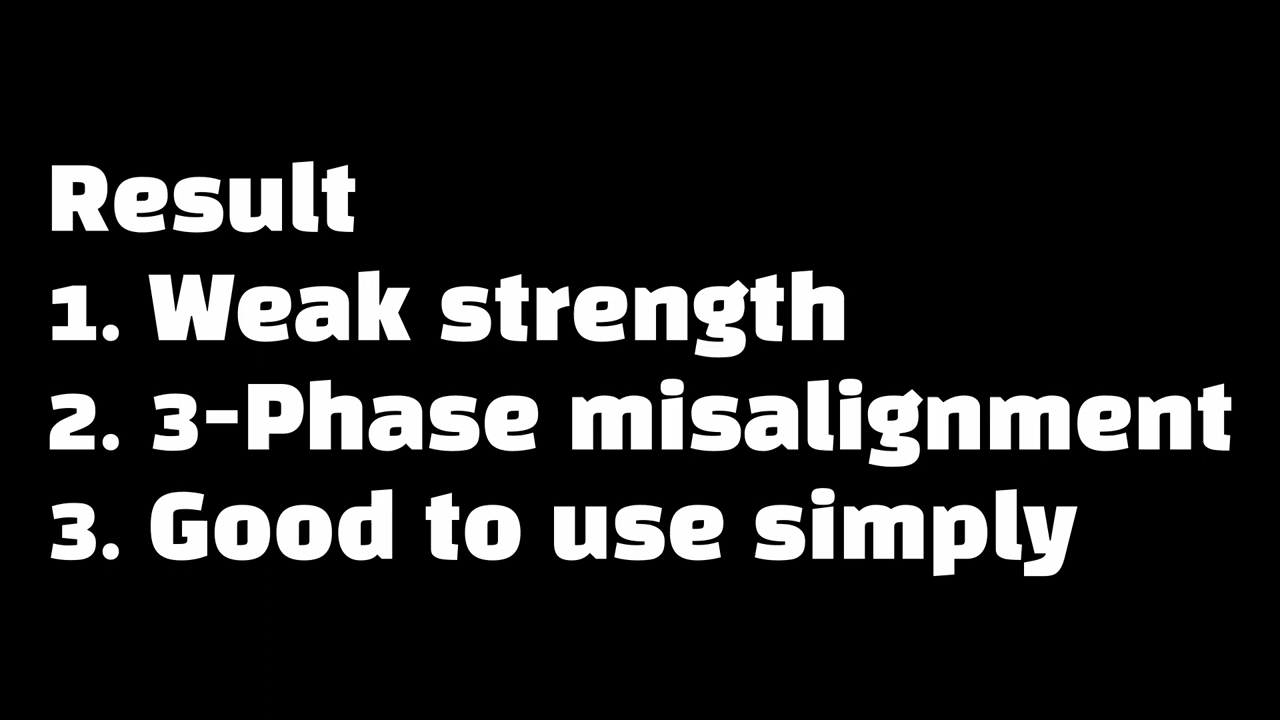 Result
1. Weak strength
2. 3-Phase misalignment
3. Good to use simply